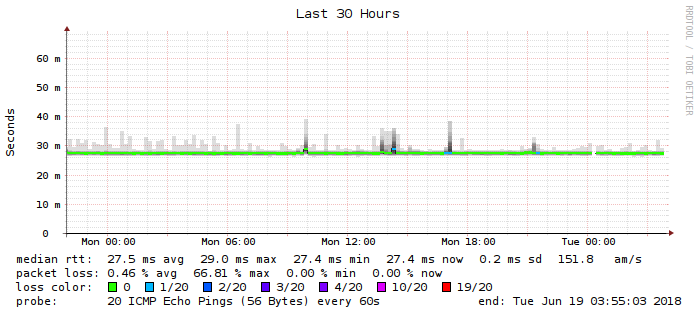 Last 30 Hours
RRDTOOL / TOBI OETIKER
Seconds
60 m
50 m
40 m
30 m
20 m
10 m
0
Mon 00:00 Mon 06:00 Mon 12:00 Mon 18:00 Tue 00:00
median rtt: 27.5 ms avg 29.0 ms max 27.4 ms min 27.4 ms now 0.2 ms sd 151.8 am/s
packet loss: 0.46 % avg 66.81 % max 0.00 % min 0.00 % now
loss color: 0 1/20 2/20 3/20 4/20 10/20 19/20
probe: 20 ICMP Echo Pings (56 Bytes) every 60s end: Tue Jun 19 03:55:03 2018